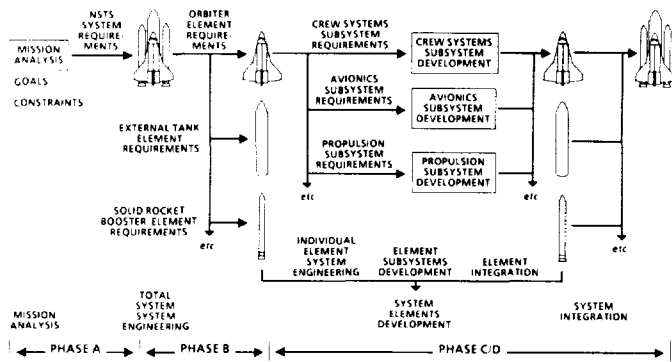 NSTS
SYSTEM
REQUIRE-
MENTS
ORBITER
ELEMENT
REQUIRE-
MENTS
CREW SYSTEMS
SUBSYSTEM
REQUIREMENTS
CREW SYSTEMS
SUBSYSTEM
DEVELOPMENT
MISSION
ANALYSIS
GOALS
CONSTRAINTS
AVIONICS
SUBSYSTEM
REQUIREMENTS
AVIONICS
SUBSYSTEM
DEVELOPMENT
EXTERNAL TANK
ELEMENT
REQUIREMENTS
PROPULSION
SUBSYSTEM
REQUIREMENTS
PROPULSION
SUBSYSTEM
DEVELOPMENT
etc
etc
SOLID ROCKET
BOOSTER ELEMENT
REQUIREMENTS
etc
etc
INDIVIDUAL
ELEMENT
SYSTEM
ENGINEERING
ELEMENT
SUBSYSTEMS
DEVELOPMENT
ELEMENT
INTEGRATION
MISSION
ANALYSIS
TOTAL
SYSTEM
SYSTEM
ENGINEERING
SYSTEM
ELEMENTS
DEVELOPMENT
SYSTEM
INTEGRATION
PHASE A
PHASE B
PHASE C/D